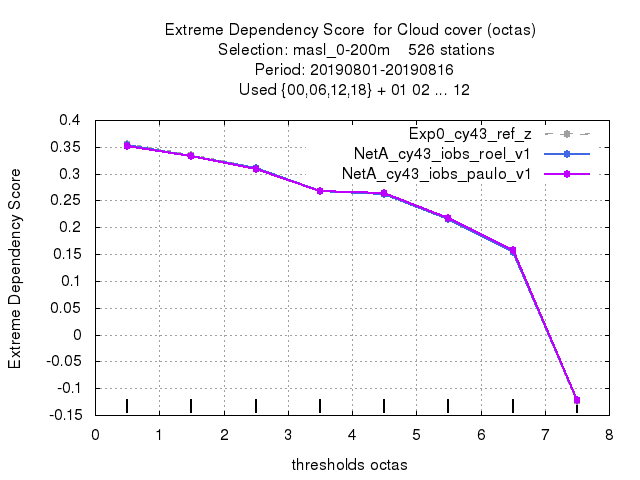 Extreme Dependency Score  for Cloud cover (octas)
Selection: masl_0-200m    526 stations
Period: 20190801-20190816
Used {00,06,12,18} + 01 02 ... 12
Exp0_cy43_ref_z
NetA_cy43_iobs_roel_v1
NetA_cy43_iobs_paulo_v1
Extreme Dependency Score
0.4
0.35
0.3
0.25
0.2
0.15
0.1
0.05
0
-0.05
-0.1
-0.15
0 1 2 3 4 5 6 7 8
thresholds octas